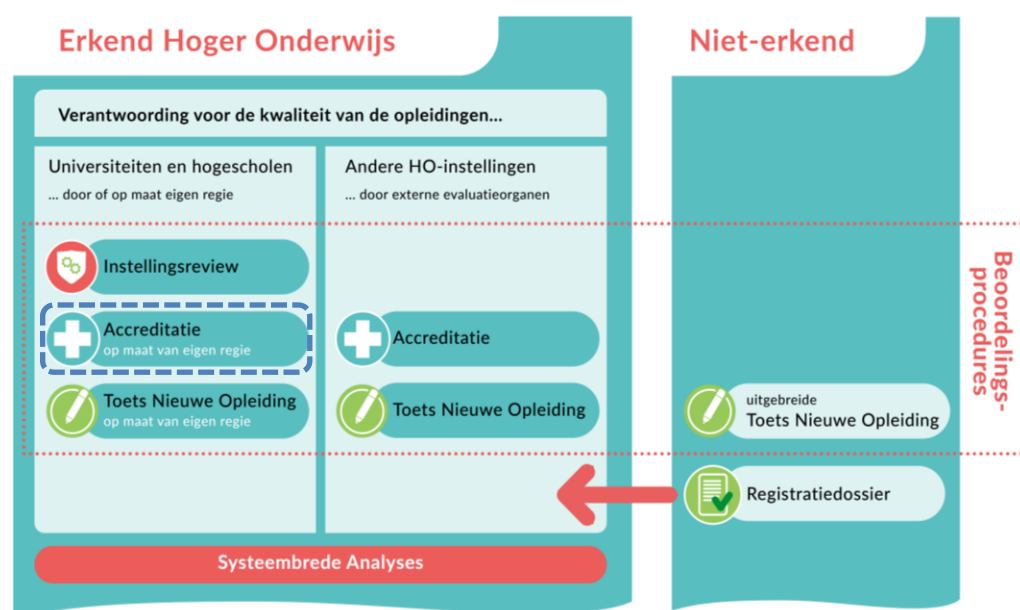 Erkend Hoger Onderwijs
Niet-erkend
Verantwoording voor de kwaliteit van de opleidingen...
Universiteiten en hogescholen
... door of op maat eigen regie
Andere HO-instellingen
... door externe evaluatieorganen
Instellingsreview
Accreditatie
op maat van eigen regie
Accreditatie
Toets Nieuwe Opleiding
op maat van eigen regie
Toets Nieuwe Opleiding
uitgebreide
Toets Nieuwe Opleiding
Registratiedossier
Beoordelings-
procedures
Systeembrede Analyses